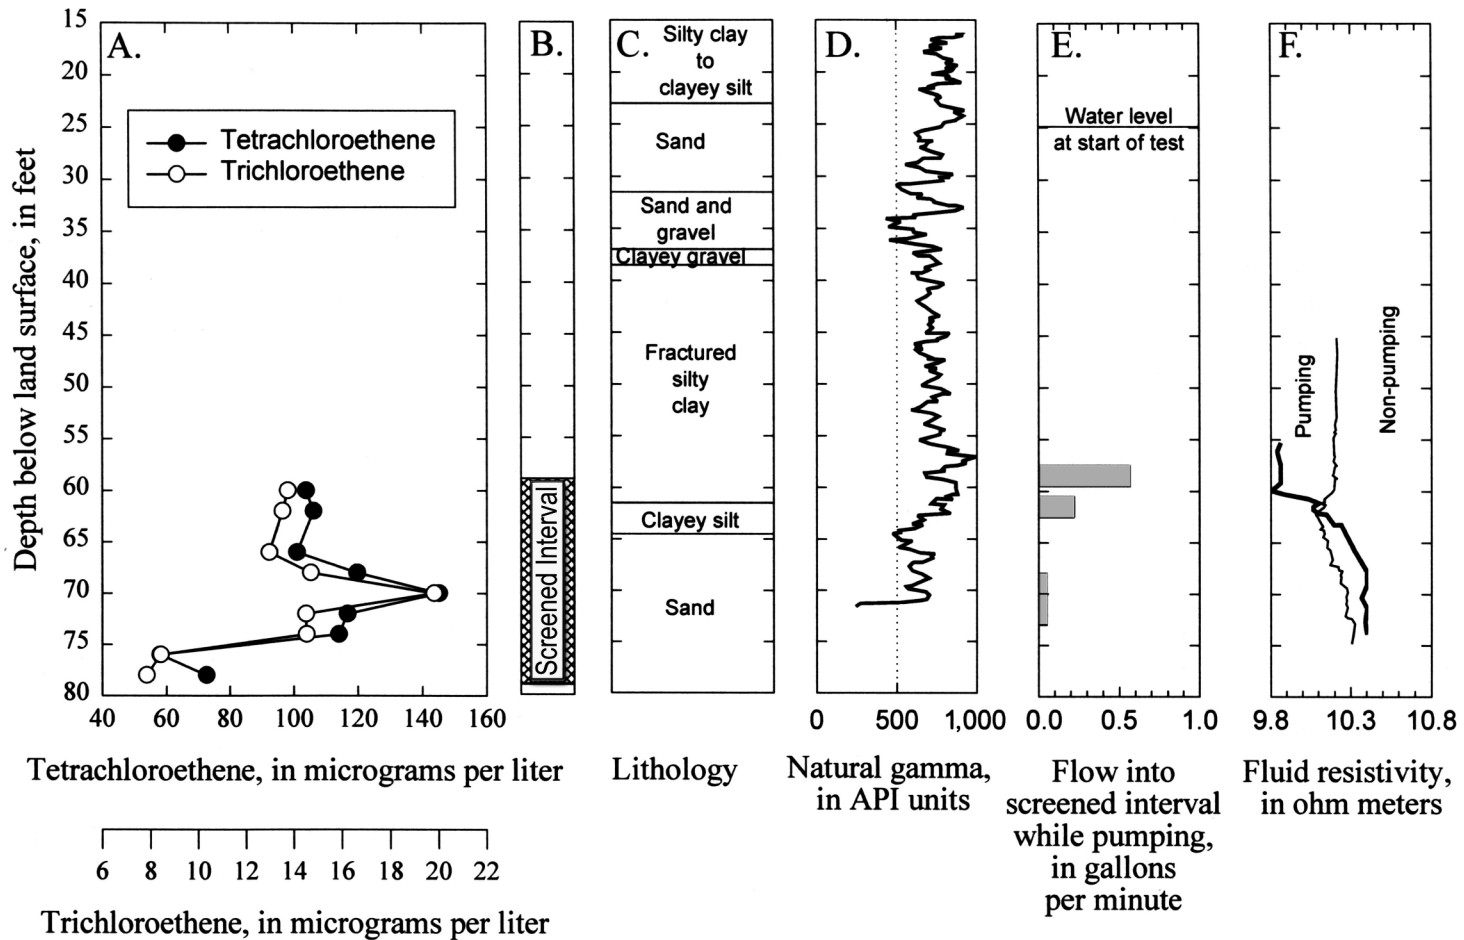 A.
B.
C.
D.
E.
F.
15
20
25
30
35
40
45
50
55
60
65
70
75
80
Depth below land surface, in feet
Tetrachloroethene
Trichloroethene
40 60 80 100 120 140 160
Tetrachloroethene, in micrograms per liter
6 8 10 12 14 16 18 20 22
Trichloroethene, in micrograms per liter
Screened Interval
Silty clay
to
clayey silt
Sand
Sand and
gravel
Clayey gravel
Fractured
silty
clay
Clayey silt
Sand
Lithology
0 500 1,000
Natural gamma,
in API units
Water level
at start of test
0.0 0.5 1.0
Flow into
screened interval
while pumping,
in gallons
per minute
Pumping
Non-pumping
9.8 10.3 10.8
Fluid resistivity,
in ohm meters